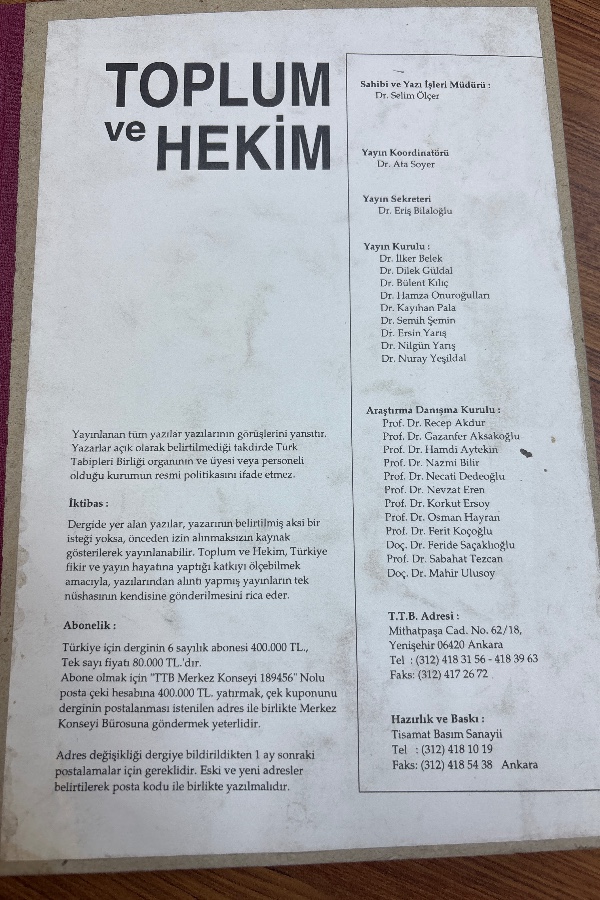 TOPLUM
ve HEKİM
Yayınlanan tüm yazılar yazılarının görüşlerini yansıtır.
Yazarlar açık olarak belirtilmediği takdirde Türk
Tabipleri Birliği organının ve üyesi veya personeli
olduğu kurumun resmi politikasını ifade etmez.
İktibas :
Dergide yer alan yazılar, yazarının belirtilmiş aksi bir
isteği yoksa, önceden izin alınmaksızın kaynak
gösterilerek yayınlanabilir. Toplum ve Hekim, Türkiye
fikir ve yayın hayatına yaptığı katkıyı ölçebilmek
amacıyla, yazılarından alıntı yapmış yayınların tek
nüshasının kendisine gönderilmesini rica eder.
Abonelik :
Türkiye için derginin 6 sayılık abonesi 400.000 TL.,
Tek sayı fiyatı 80.000 TL.'dır.
Abone olmak için "TTB Merkez Konseyi 189456" Nolu
posta çeki hesabına 400.000 TL. yatırmak, çek kuponunu
derginin postalanması istenilen adres ile birlikte Merkez
Konseyi Bürosuna göndermek yeterlidir.
Adres değişikliği dergiye bildirildikten 1 ay sonraki
postalamalar için gereklidir. Eski ve yeni adresler
belirtilerek posta kodu ile birlikte yazılmalıdır.
Sahibi ve Yazı İşleri Müdürü :
Dr. Selim Ölçer
Yayın Koordinatörü
Dr. Ata Soyer
Yayın Sekreteri
Dr. Eriş Bilaloğlu
Yayın Kurulu :
Dr. İlker Belek
Dr. Dilek Güldal
Dr. Bülent Kılıç
Dr. Hamza Onuroğulları
Dr. Kayıhan Pala
Dr. Semih Şemin
Dr. Ersin Yarış
Dr. Nilgün Yarış
Dr. Nuray Yeşildal
Araştırma Danışma Kurulu :
Prof. Dr. Recep Akdur
Prof. Dr. Gazanfer Aksakoğlu
Prof. Dr. Hamdi Aytekin
Prof. Dr. Nazmi Bilir
Prof. Dr. Necati Dedeoğlu
Prof. Dr. Nevzat Eren
Prof. Dr. Korkut Ersoy
Prof. Dr. Osman Hayran
Prof. Dr. Ferit Koçoğlu
Doç. Dr. Feride Saçaklıoğlu
Prof. Dr. Sabahat Tezcan
Doç. Dr. Mahir Ulusoy
T.T.B. Adresi :
Mithatpaşa Cad. No. 62/18,
Yenişehir 06420 Ankara
Tel : (312) 418 31 56 - 418 39 63
Faks: (312) 417 26 72
Hazırlık ve Baskı :
Tisamat Basım Sanayii
Tel : (312) 418 10 19
Faks: (312) 418 54 38 Ankara